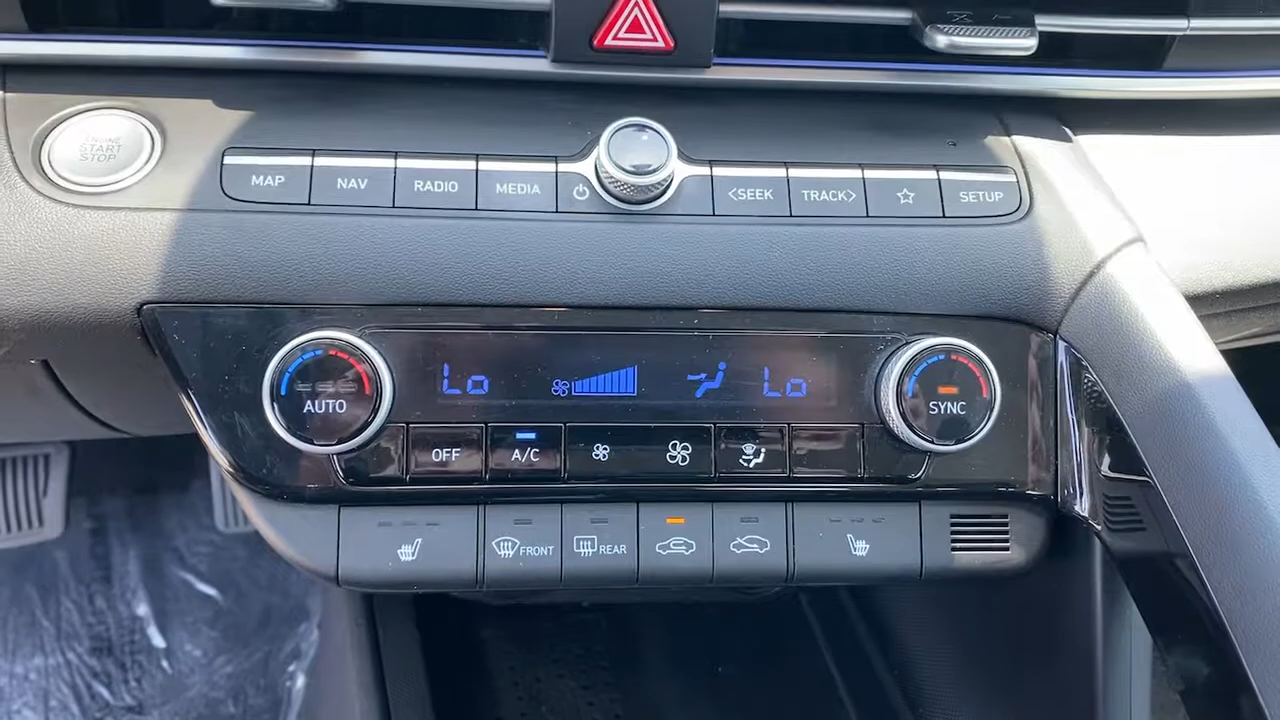 ENGINE
START
STOP
MAP
NAV
RADIO
MEDIA
<SEEK
TRACK>
SETUP
Lo
Lo
AUTO
SYNC
OFF
A/C
FRONT
REAR